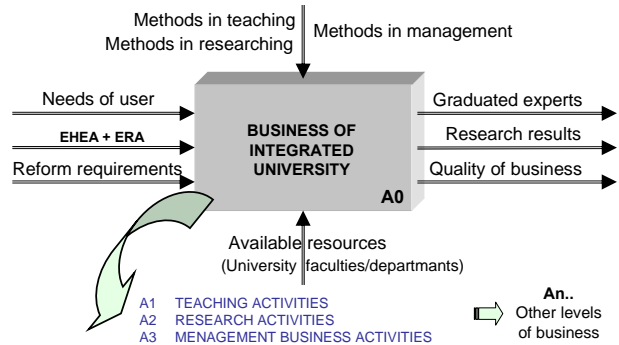 Methods in teaching
Methods in researching
Methods in management
Needs of user
EHEA + ERA
Reform requirements
BUSINESS OF
INTEGRATED
UNIVERSITY
A0
Graduated experts
Research results
Quality of business
Available resources
(University faculties/departmants)
A1 TEACHING ACTIVITIES
A2 RESEARCH ACTIVITIES
A3 MENAGEMENT BUSINESS ACTIVITIES
An..
Other levels
of business